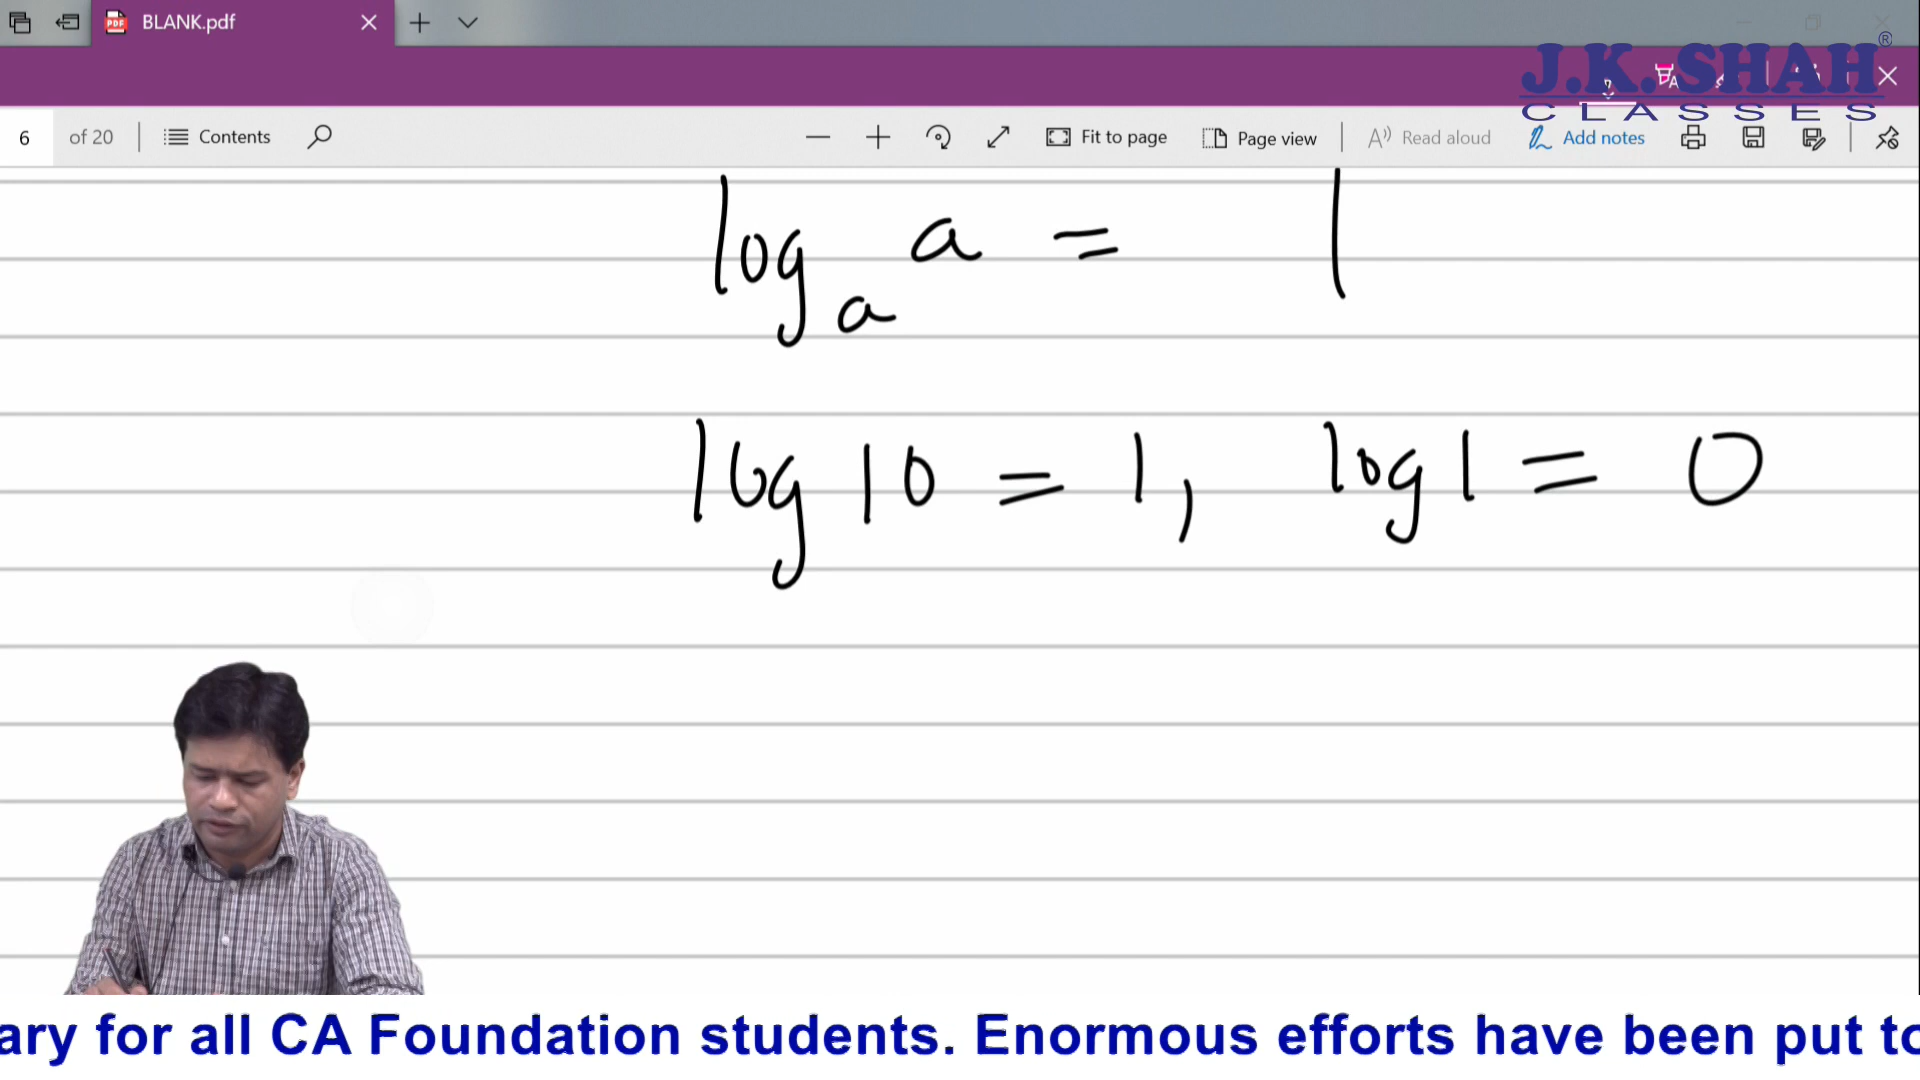 BLANK.pdf
J.K.SHAH®
CLASSES
6 of 20 Contents Fit to page Page view Read aloud Add notes
logₐ a = 1
log 10 = 1, log 1 = 0
ary for all CA Foundation students. Enormous efforts have been put to